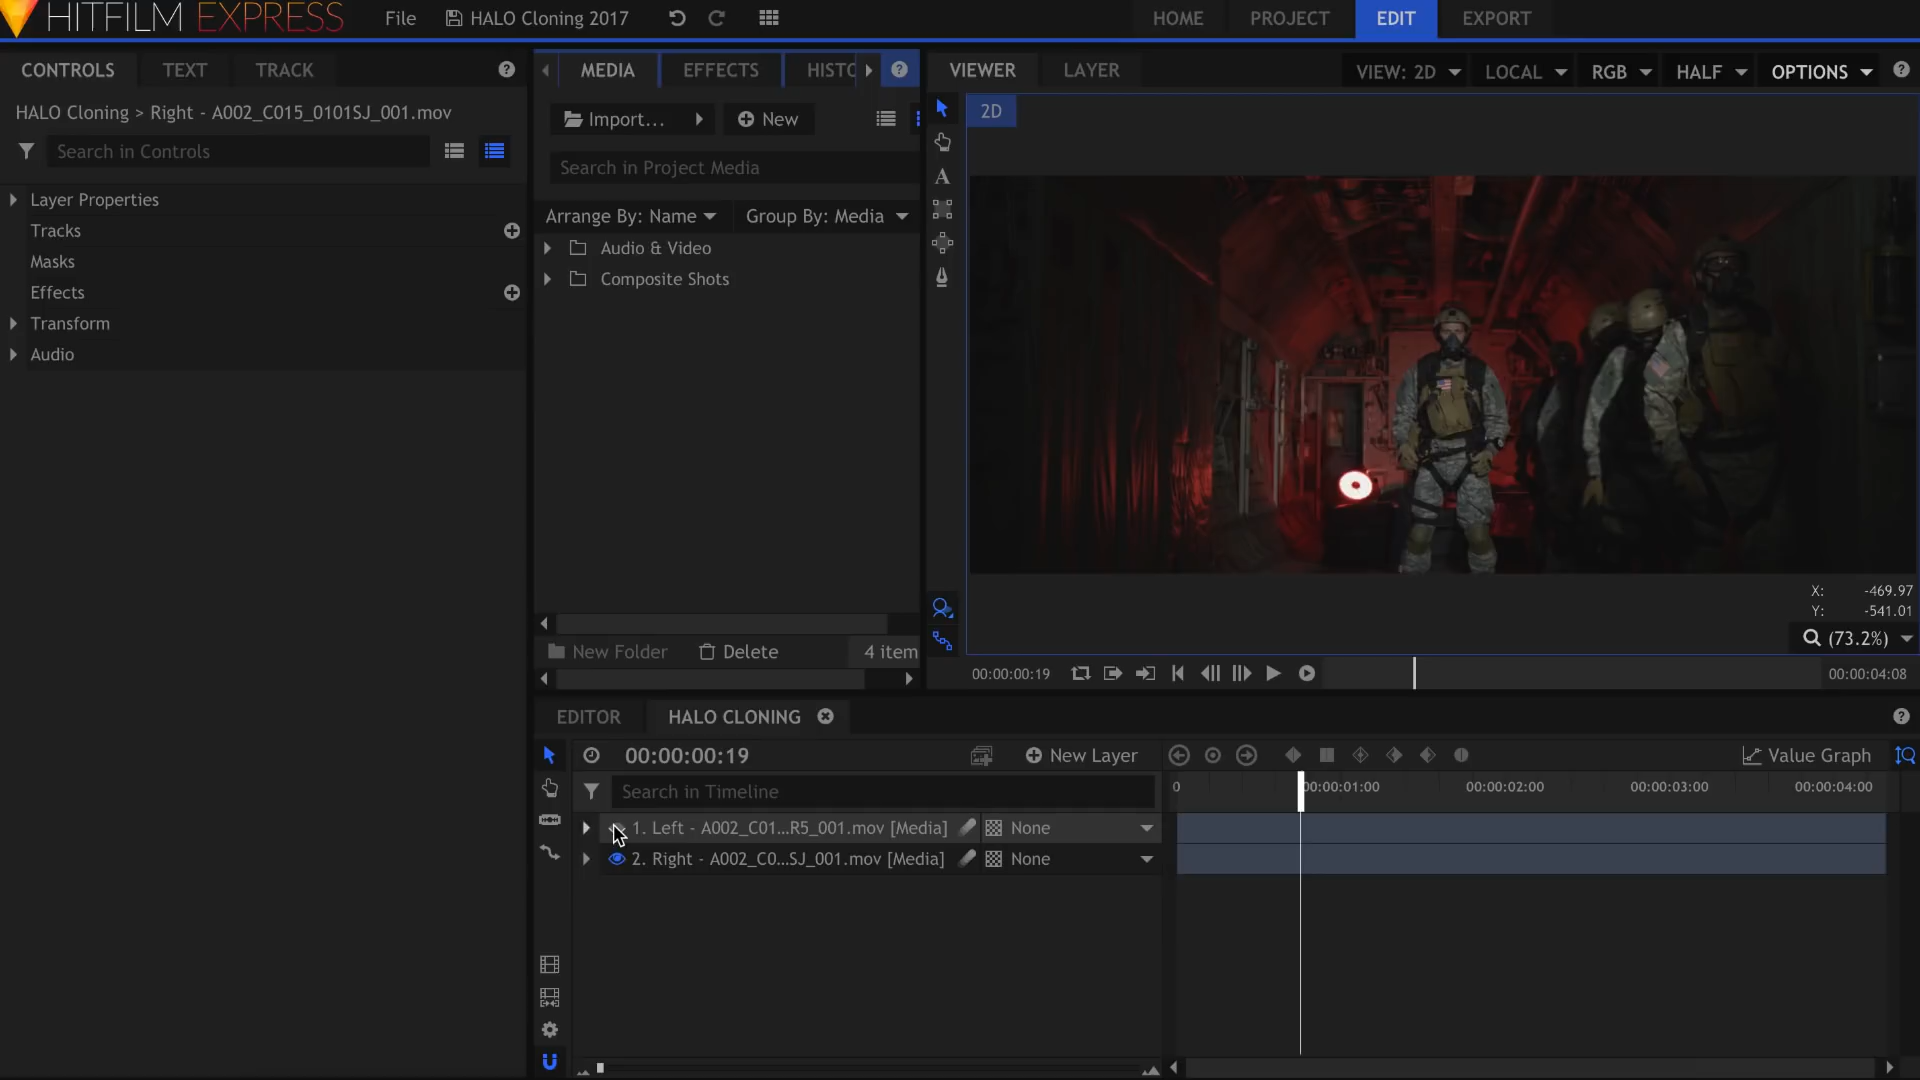 HITFILM EXPRESS
File
HALO Cloning 2017
HOME
PROJECT
EDIT
EXPORT
CONTROLS
TEXT
TRACK
HALO Cloning > Right - A002_C015_0101SJ_001.mov
Search in Controls
Layer Properties
Tracks
Masks
Effects
Transform
Audio
MEDIA
EFFECTS
HISTO
Import...
New
Search in Project Media
Arrange By: Name
Group By: Media
Audio & Video
Composite Shots
New Folder
Delete
4 item
VIEWER
LAYER
VIEW: 2D
LOCAL
RGB
HALF
OPTIONS
2D
A
X: -469.97
Y: -541.01
(73.2%)
00:00:00:19
00:00:04:08
EDITOR
HALO CLONING
00:00:00:19
New Layer
Value Graph
Search in Timeline
0
00:00:01:00
00:00:02:00
00:00:03:00
00:00:04:00
1. Left - A002_C01...R5_001.mov [Media]
None
2. Right - A002_C0...SJ_001.mov [Media]
None